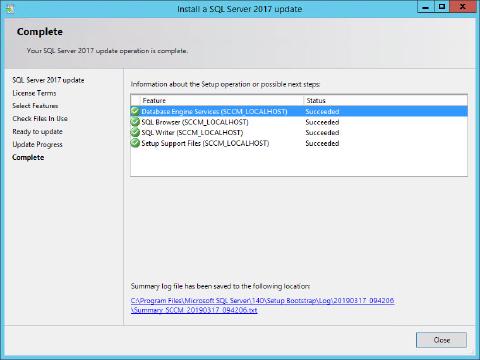 Install a SQL Server 2017 update
Complete
Your SQL Server 2017 update operation is complete.
SQL Server 2017 update
License Terms
Select Features
Check Files In Use
Ready to update
Update Progress
Complete
Information about the Setup operation or possible next steps:
Feature Status
Database Engine Services (SCCM_LOCALHOST) Succeeded
SQL Browser (SCCM_LOCALHOST) Succeeded
SQL Writer (SCCM_LOCALHOST) Succeeded
Setup Support Files (SCCM_LOCALHOST) Succeeded
Summary log file has been saved to the following location:
C:\Program Files\Microsoft SQL Server\140\Setup Bootstrap\Log\20190317_094206
\Summary_SCCM_20190317_094206.txt
Close